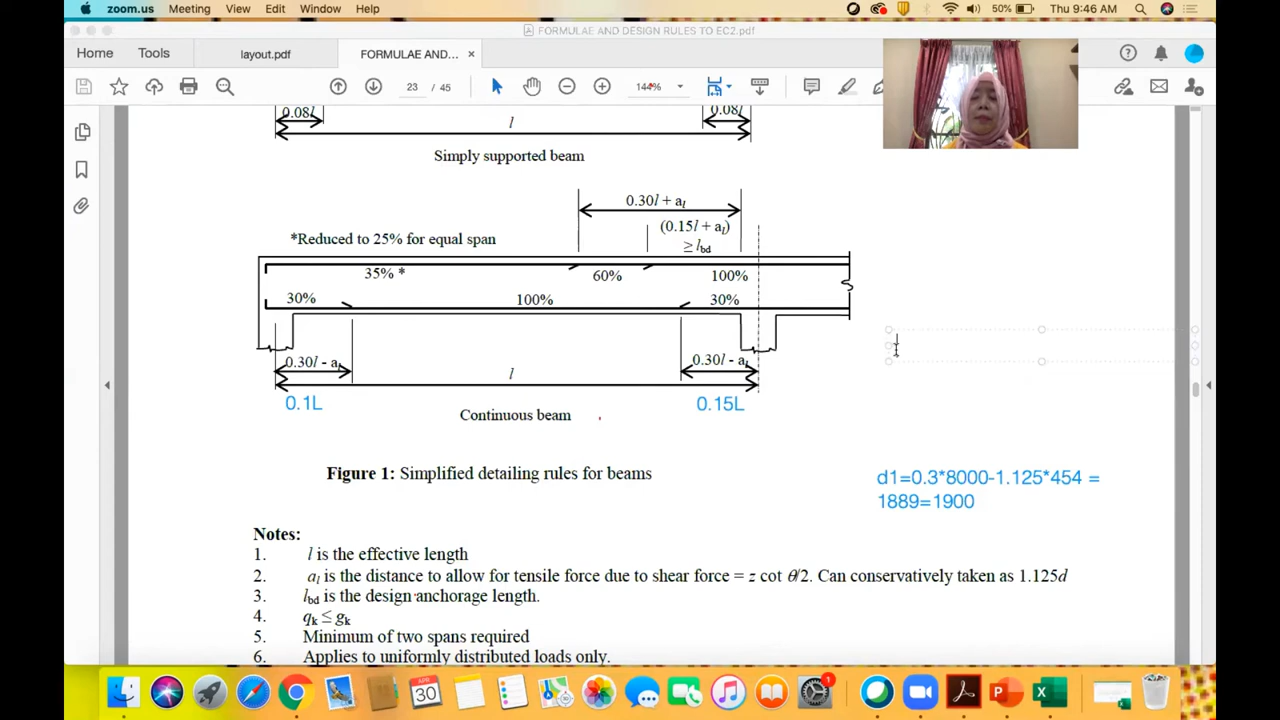 zoom.us Meeting View Edit Window Help 50% Thu 9:46 AM
FORMULAE AND DESIGN RULES TO EC2.pdf
Home Tools layout.pdf FORMULAE AND... ×
23 / 45 144%
0.08l 0.08l
l
Simply supported beam
0.30l + al
(0.15l + al)
≥ lbd
*Reduced to 25% for equal span
35% * 60% 100%
30% 100% 30%
0.30l - al l 0.30l - al
0.1L 0.15L
Continuous beam
Figure 1: Simplified detailing rules for beams
d1=0.3*8000-1.125*454 =
1889=1900
Notes:
1. l is the effective length
2. al is the distance to allow for tensile force due to shear force = z cot θ/2. Can conservatively taken as 1.125d
3. lbd is the design anchorage length.
4. qk ≤ gk
5. Minimum of two spans required
6. Applies to uniformly distributed loads only.
APR
30
1